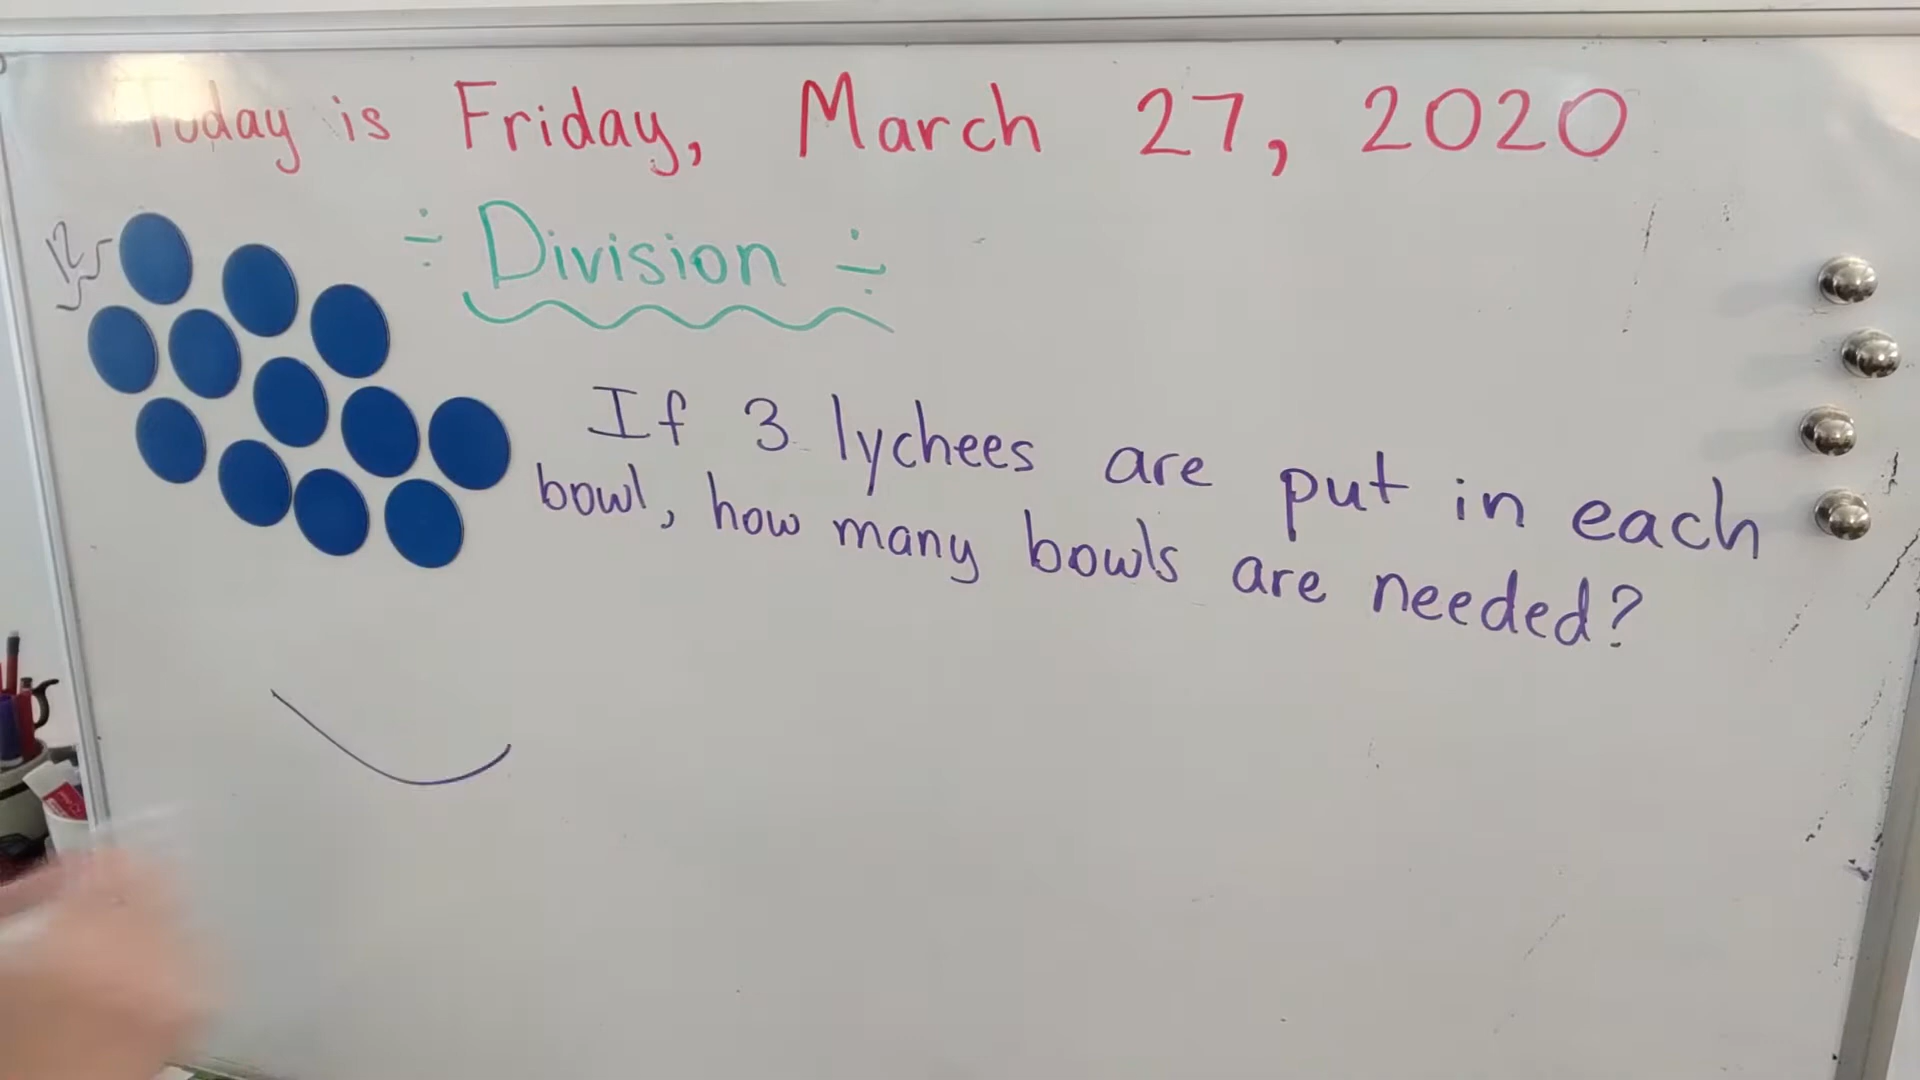 Today is Friday, March 27, 2020
12
÷ Division ÷
If 3 lychees are put in each
bowl, how many bowls are needed?